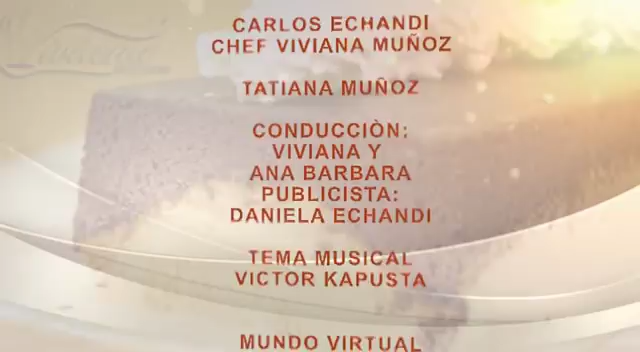 CARLOS ECHANDI
CHEF VIVIANA MUÑOZ
TATIANA MUÑOZ
CONDUCCIÒN:
VIVIANA Y
ANA BARBARA
PUBLICISTA:
DANIELA ECHANDI
TEMA MUSICAL
VICTOR KAPUSTA
MUNDO VIRTUAL